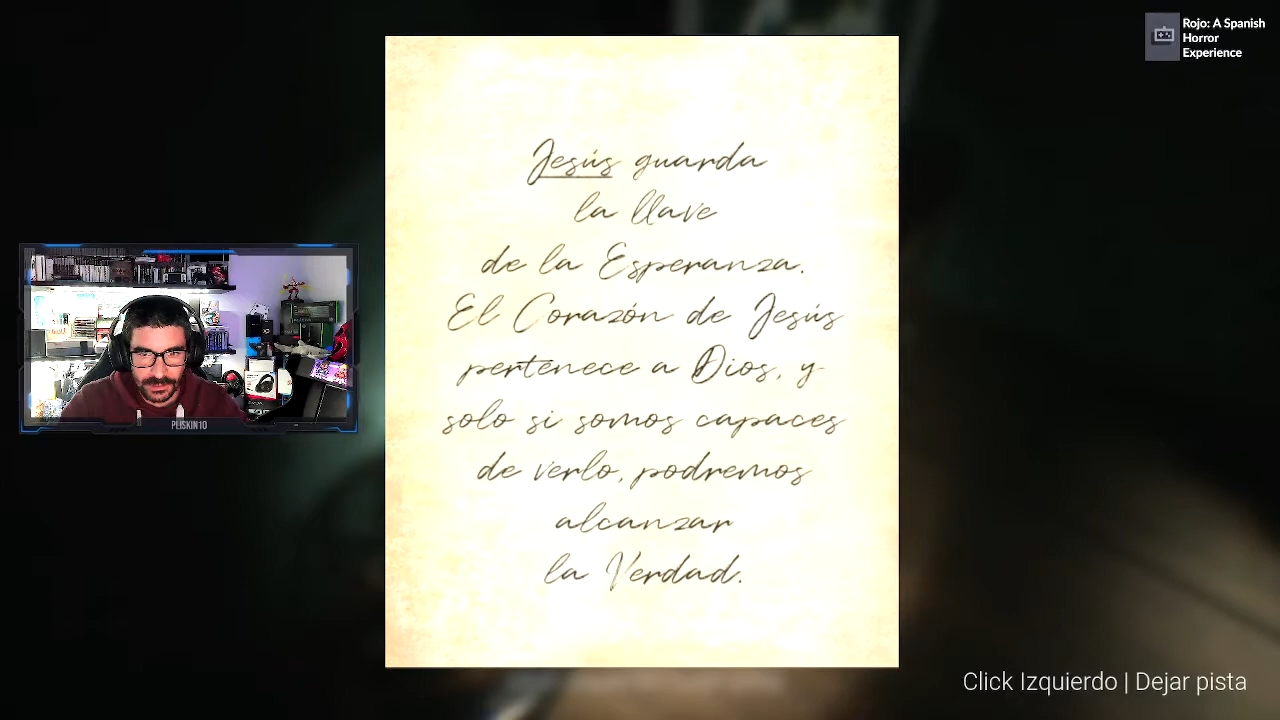 Rojo: A Spanish
Horror
Experience
Jesús guarda
la llave
de la Esperanza.
El Corazón de Jesús
pertenece a Dios, y
solo si somos capaces
de verlo, podremos
alcanzar
la Verdad.
PLISKIN10
Click Izquierdo | Dejar pista